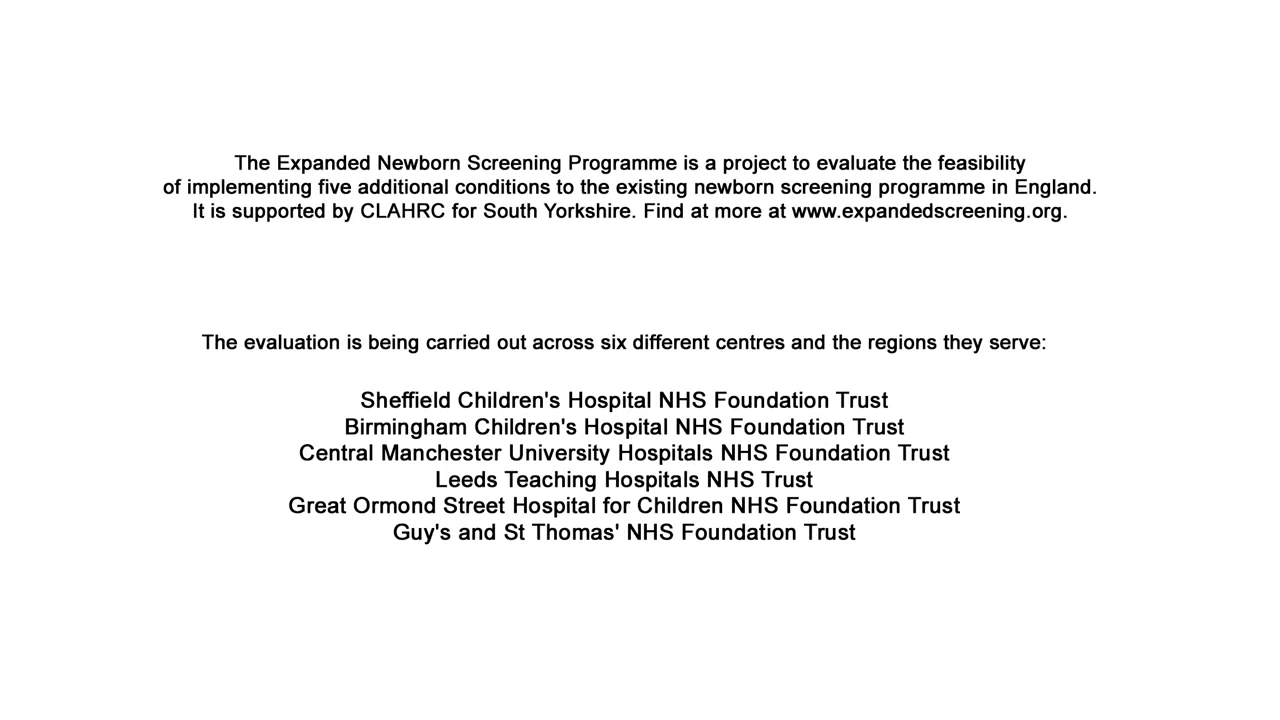 The Expanded Newborn Screening Programme is a project to evaluate the feasibility
of implementing five additional conditions to the existing newborn screening programme in England.
It is supported by CLAHRC for South Yorkshire. Find at more at www.expandedscreening.org.
The evaluation is being carried out across six different centres and the regions they serve:
Sheffield Children's Hospital NHS Foundation Trust
Birmingham Children's Hospital NHS Foundation Trust
Central Manchester University Hospitals NHS Foundation Trust
Leeds Teaching Hospitals NHS Trust
Great Ormond Street Hospital for Children NHS Foundation Trust
Guy's and St Thomas' NHS Foundation Trust